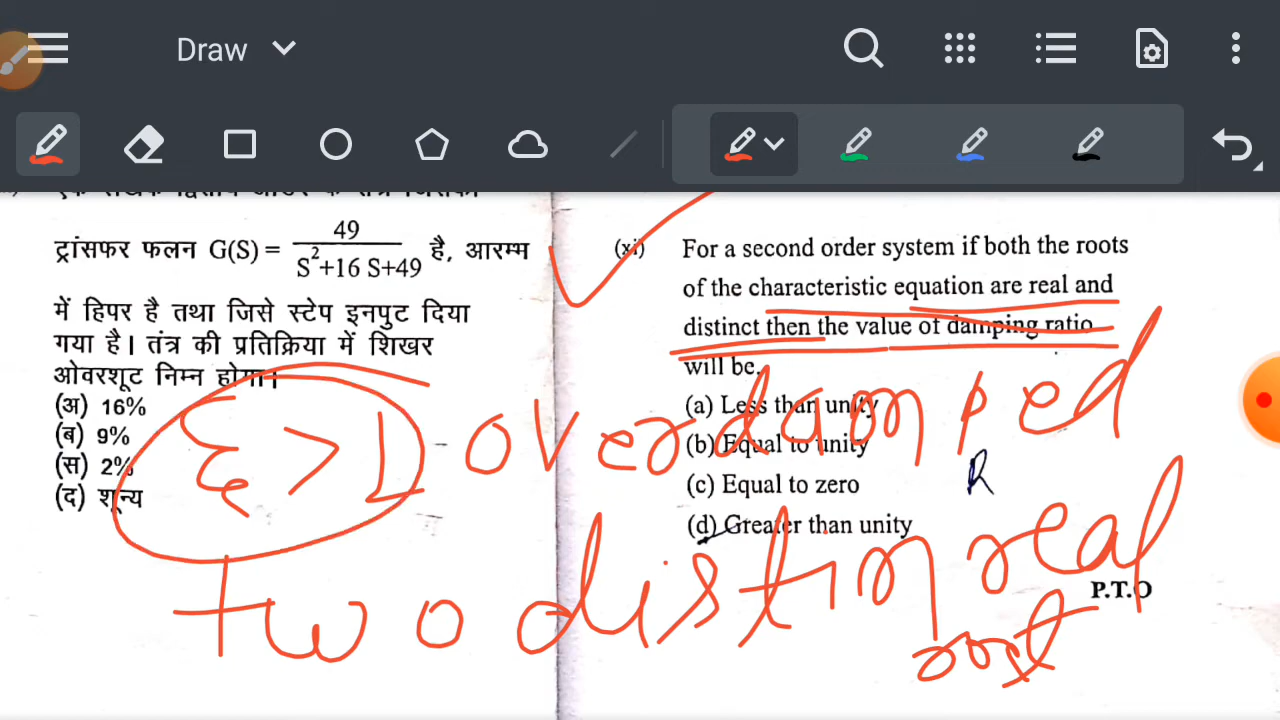 Draw
ट्रांसफर फलन G(S) = 49 / S²+16 S+49 है, आरम्भ
में हिपर है तथा जिसे स्टेप इनपुट दिया
गया है। तंत्र की प्रतिक्रिया में शिखर
ओवरशूट निम्न होगा।
(अ) 16%
(ब) 9%
(स) 2%
(द) शून्य
(xi) For a second order system if both the roots
of the characteristic equation are real and
distinct then the value of damping ratio
will be.
(a) Less than unity
(b) Equal to unity
(c) Equal to zero
(d) Greater than unity
P.T.O
ξ > 1 overdamped
R
two distinn real
root